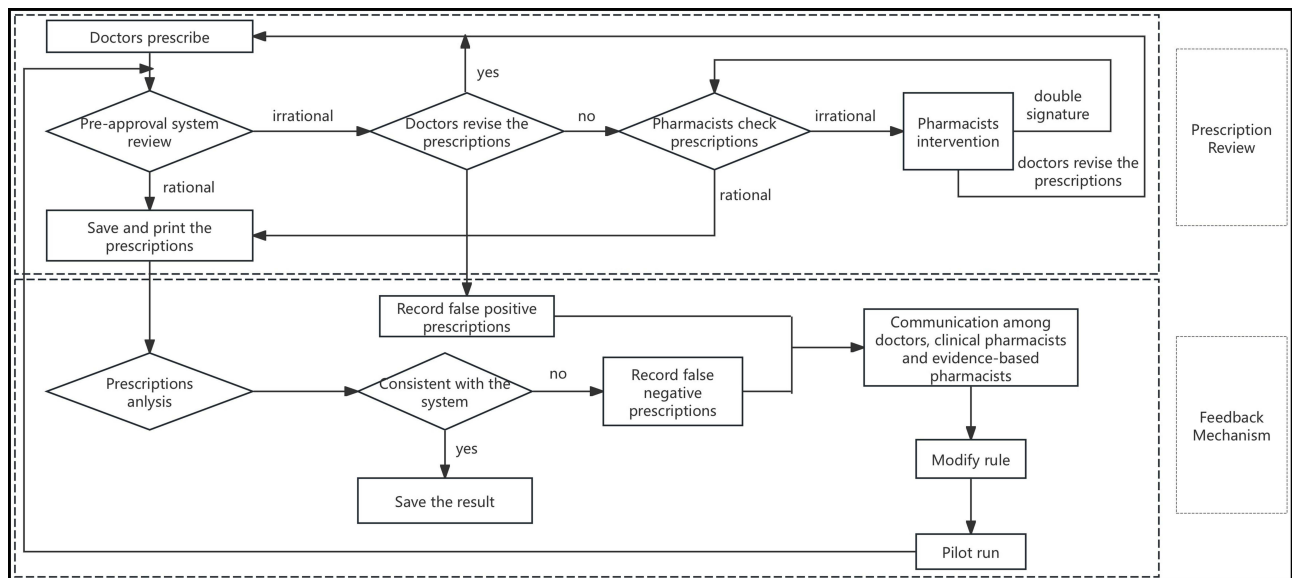 Doctors prescribe
yes
Pre-approval system
review
irrational
Doctors revise the
prescriptions
no
Pharmacists check
prescriptions
irrational
Pharmacists
intervention
double
signature
doctors revise the
prescriptions
Prescription
Review
rational
rational
Save and print the
prescriptions
Record false positive
prescriptions
Communication among
doctors, clinical pharmacists
and evidence-based
pharmacists
Prescriptions
anlysis
Consistent with the
system
no
Record false
negative
prescriptions
Feedback
Mechanism
yes
Modify rule
Save the result
Pilot run